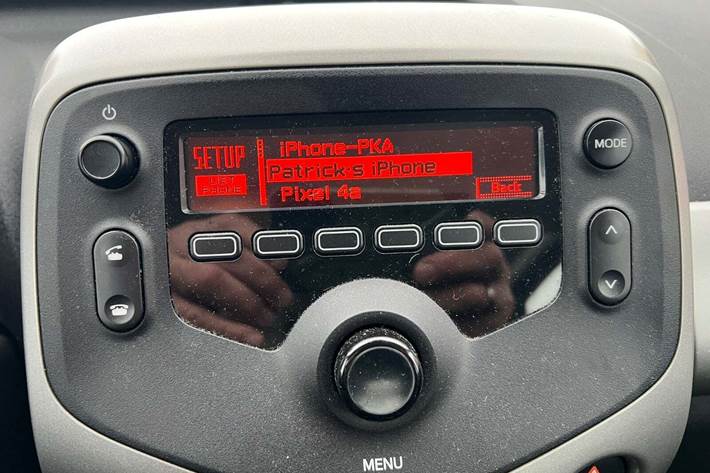 SETUP
LIST
PHONE
iPhone-PKA
Patrick's iPhone
Pixel 4a
Back
MODE
MENU